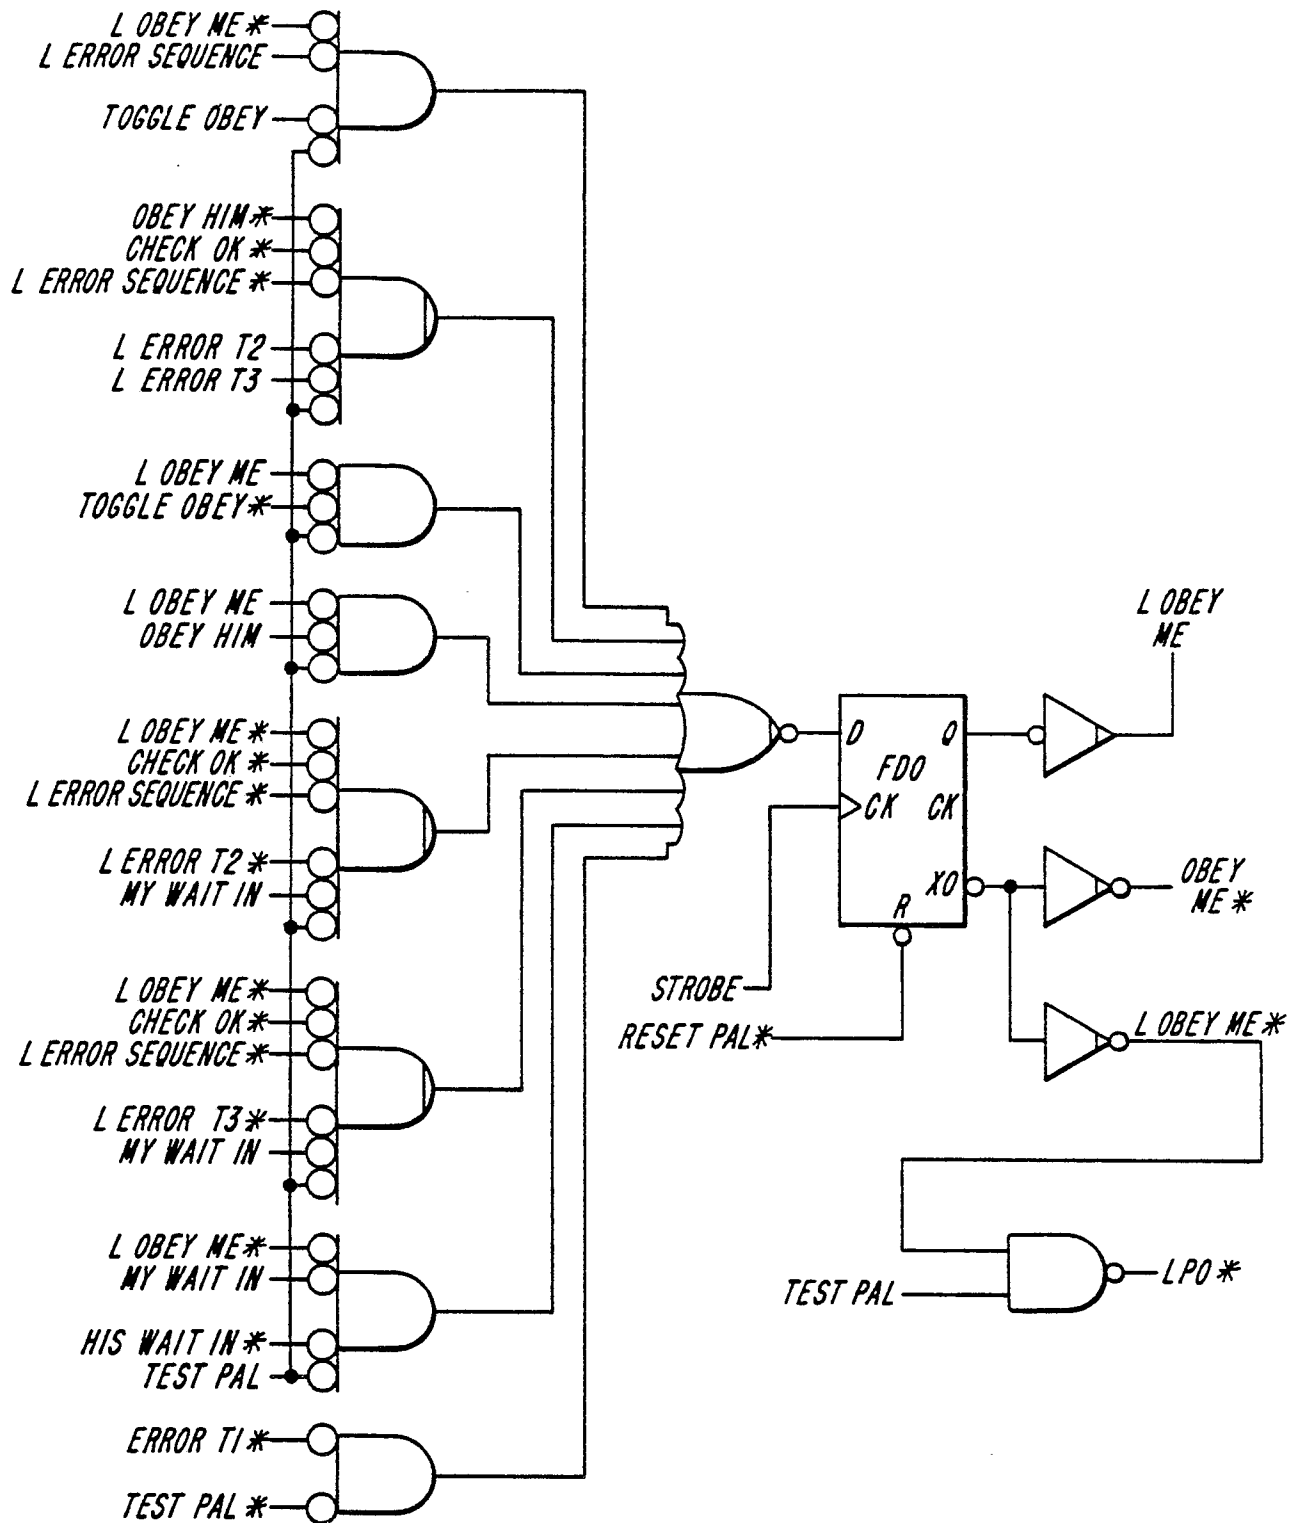 L OBEY ME*
L ERROR SEQUENCE
TOGGLE OBEY
OBEY HIM*
CHECK OK*
L ERROR SEQUENCE*
L ERROR T2
L ERROR T3
L OBEY ME
TOGGLE OBEY*
L OBEY ME
OBEY HIM
L OBEY ME*
CHECK OK*
L ERROR SEQUENCE*
L ERROR T2*
MY WAIT IN
L OBEY ME*
CHECK OK*
L ERROR SEQUENCE*
L ERROR T3*
MY WAIT IN
L OBEY ME*
MY WAIT IN
HIS WAIT IN*
TEST PAL
ERROR T1*
TEST PAL*
D
Q
FDO
CK
CK
XO
R
STROBE
RESET PAL*
L OBEY
ME
OBEY
ME*
L OBEY ME*
TEST PAL
LPO*